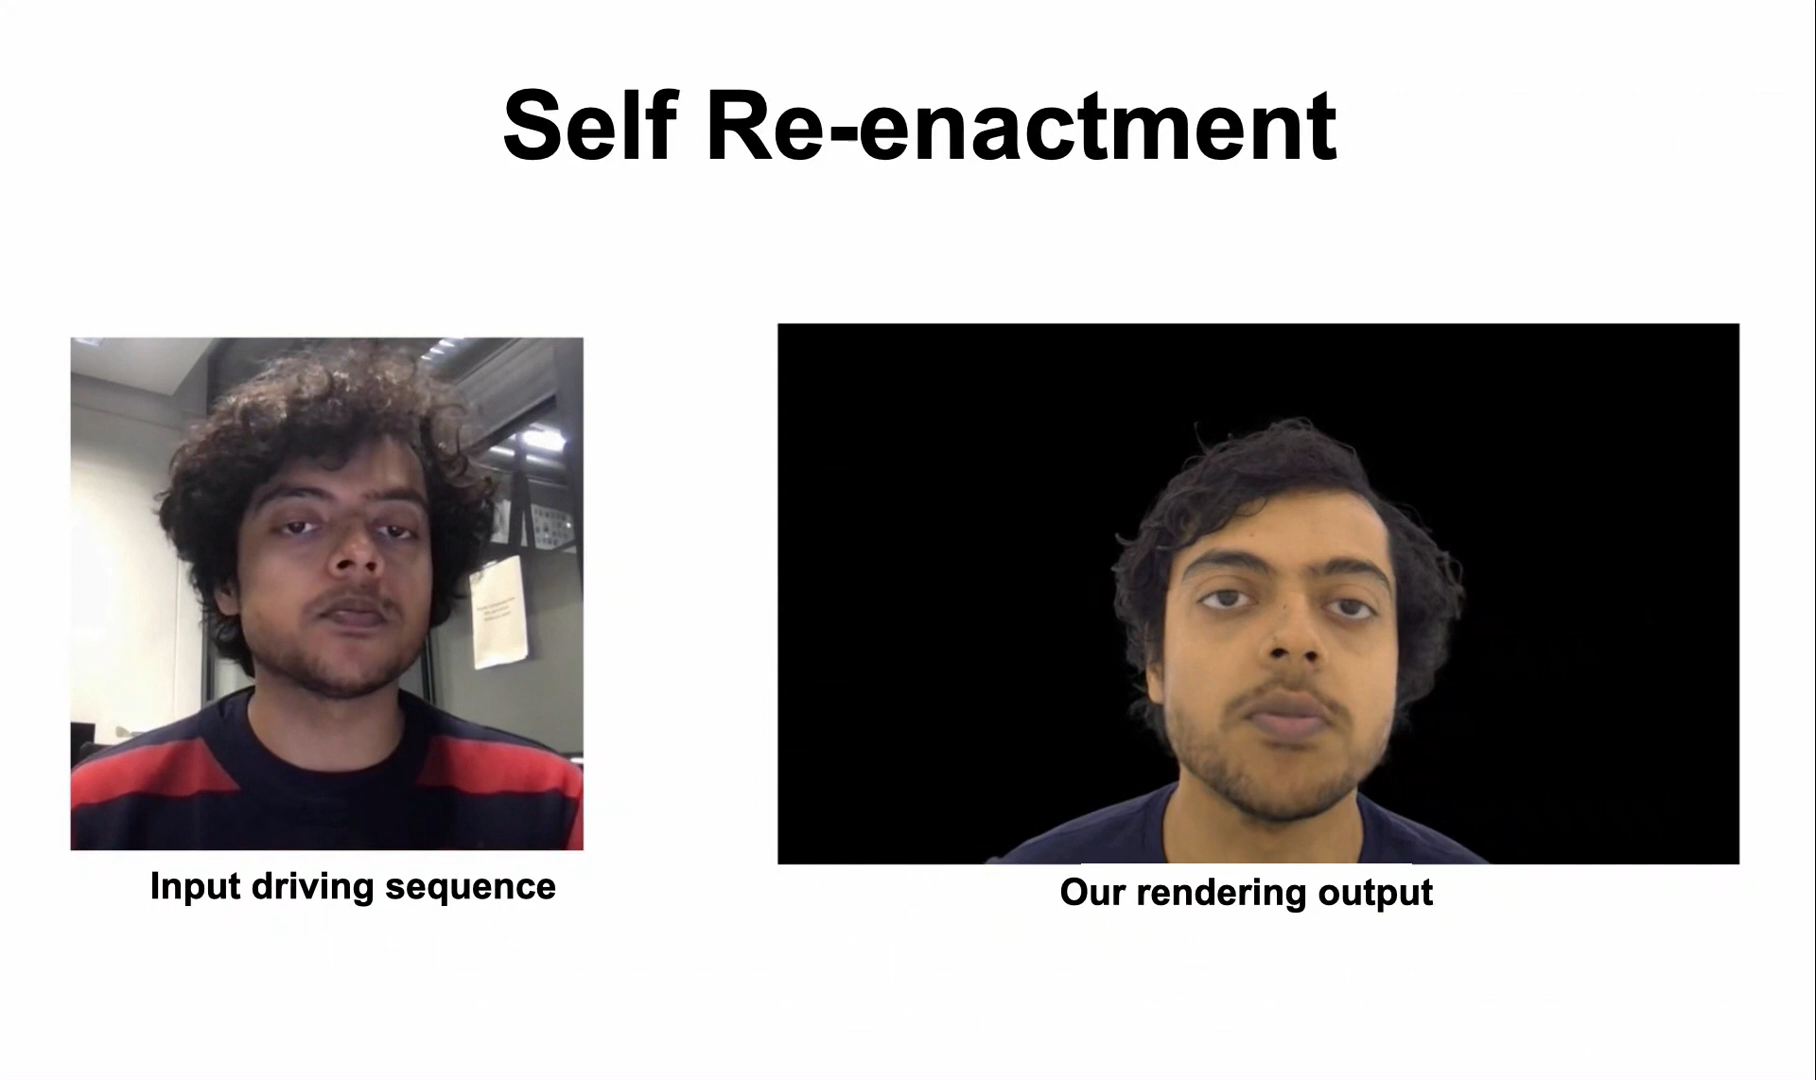 Self Re-enactment
Input driving sequence
Our rendering output